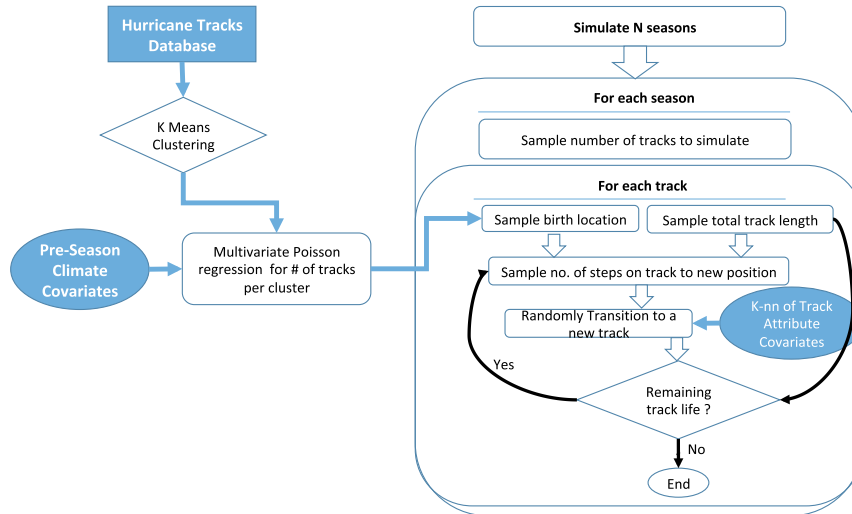 Hurricane Tracks
Database
K Means
Clustering
Pre-Season
Climate
Covariates
Multivariate Poisson
regression for # of tracks
per cluster
Simulate N seasons
For each season
Sample number of tracks to simulate
For each track
Sample birth location
Sample total track length
Sample no. of steps on track to new position
Randomly Transition to a
new track
K-nn of Track
Attribute
Covariates
Yes
Remaining
track life ?
No
End